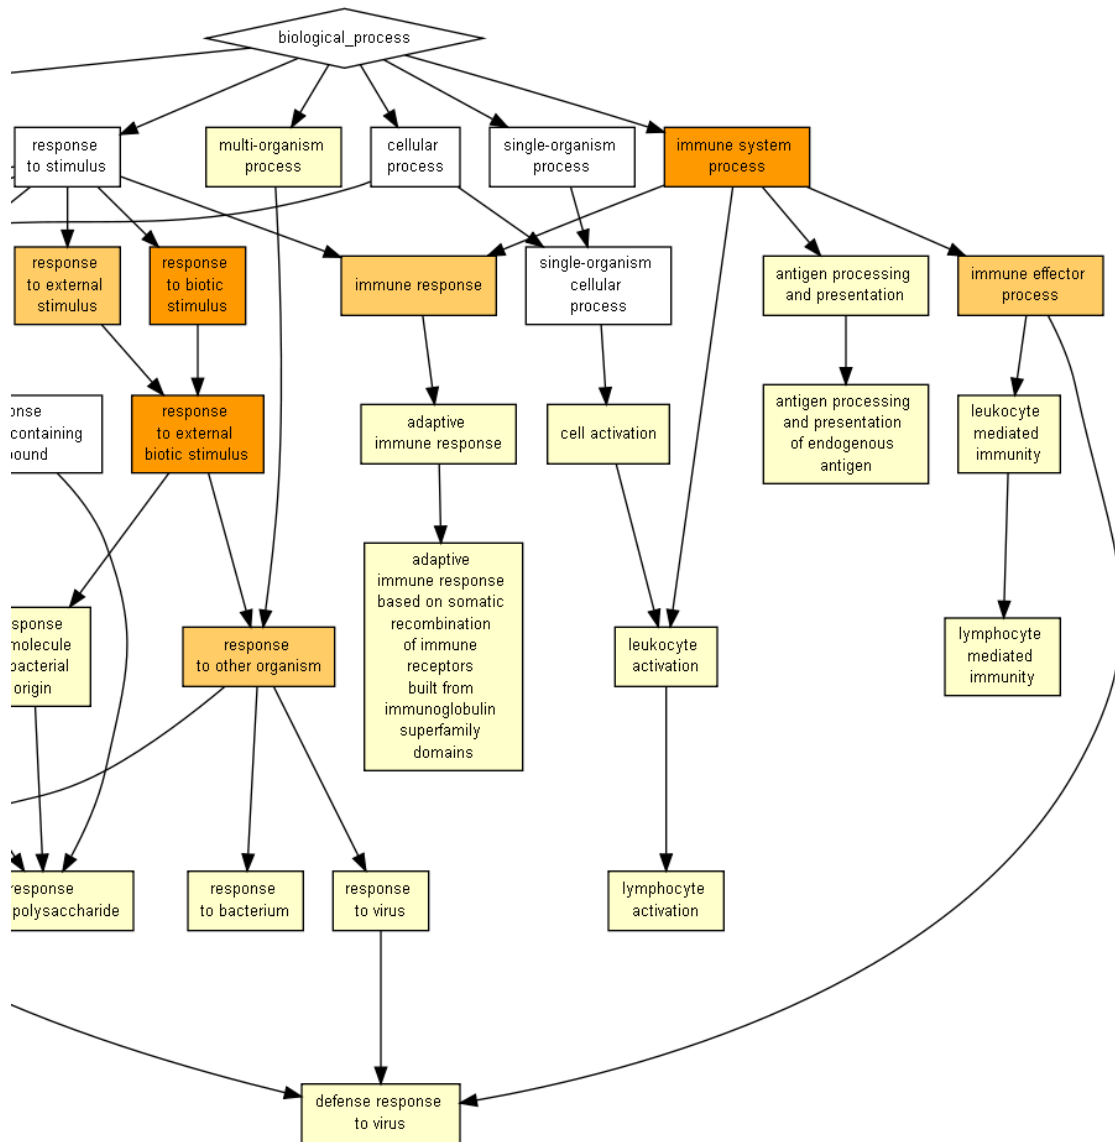 biological_process
response
to stimulus
multi-organism
process
cellular
process
single-organism
process
immune system
process
response
to external
stimulus
response
to biotic
stimulus
immune response
single-organism
cellular
process
antigen processing
and presentation
immune effector
process
containing
response
to external
biotic stimulus
adaptive
immune response
cell activation
antigen processing
and presentation
of endogenous
antigen
leukocyte
mediated
immunity
adaptive
immune response
based on somatic
recombination
of immune
receptors
built from
immunoglobulin
superfamily
domains
molecule
bacterial
origin
response
to other organism
leukocyte
activation
lymphocyte
mediated
immunity
response
polysaccharide
response
to bacterium
response
to virus
lymphocyte
activation
defense response
to virus